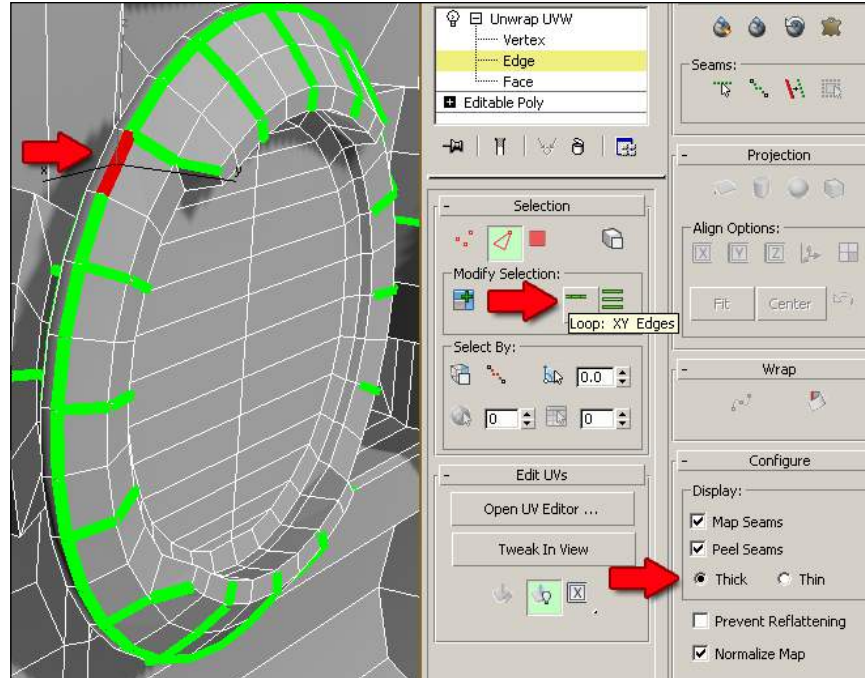 Unwrap UVW
Vertex
Edge
Face
Editable Poly
Selection
Modify Selection:
Loop: XY Edges
Select By:
0.0
0
0
Edit UVs
Open UV Editor ...
Tweak In View
X
Seams:
Projection
Align Options:
X Y Z
Fit Center
Wrap
Configure
Display:
Map Seams
Peel Seams
Thick Thin
Prevent Reflattening
Normalize Map
x
y